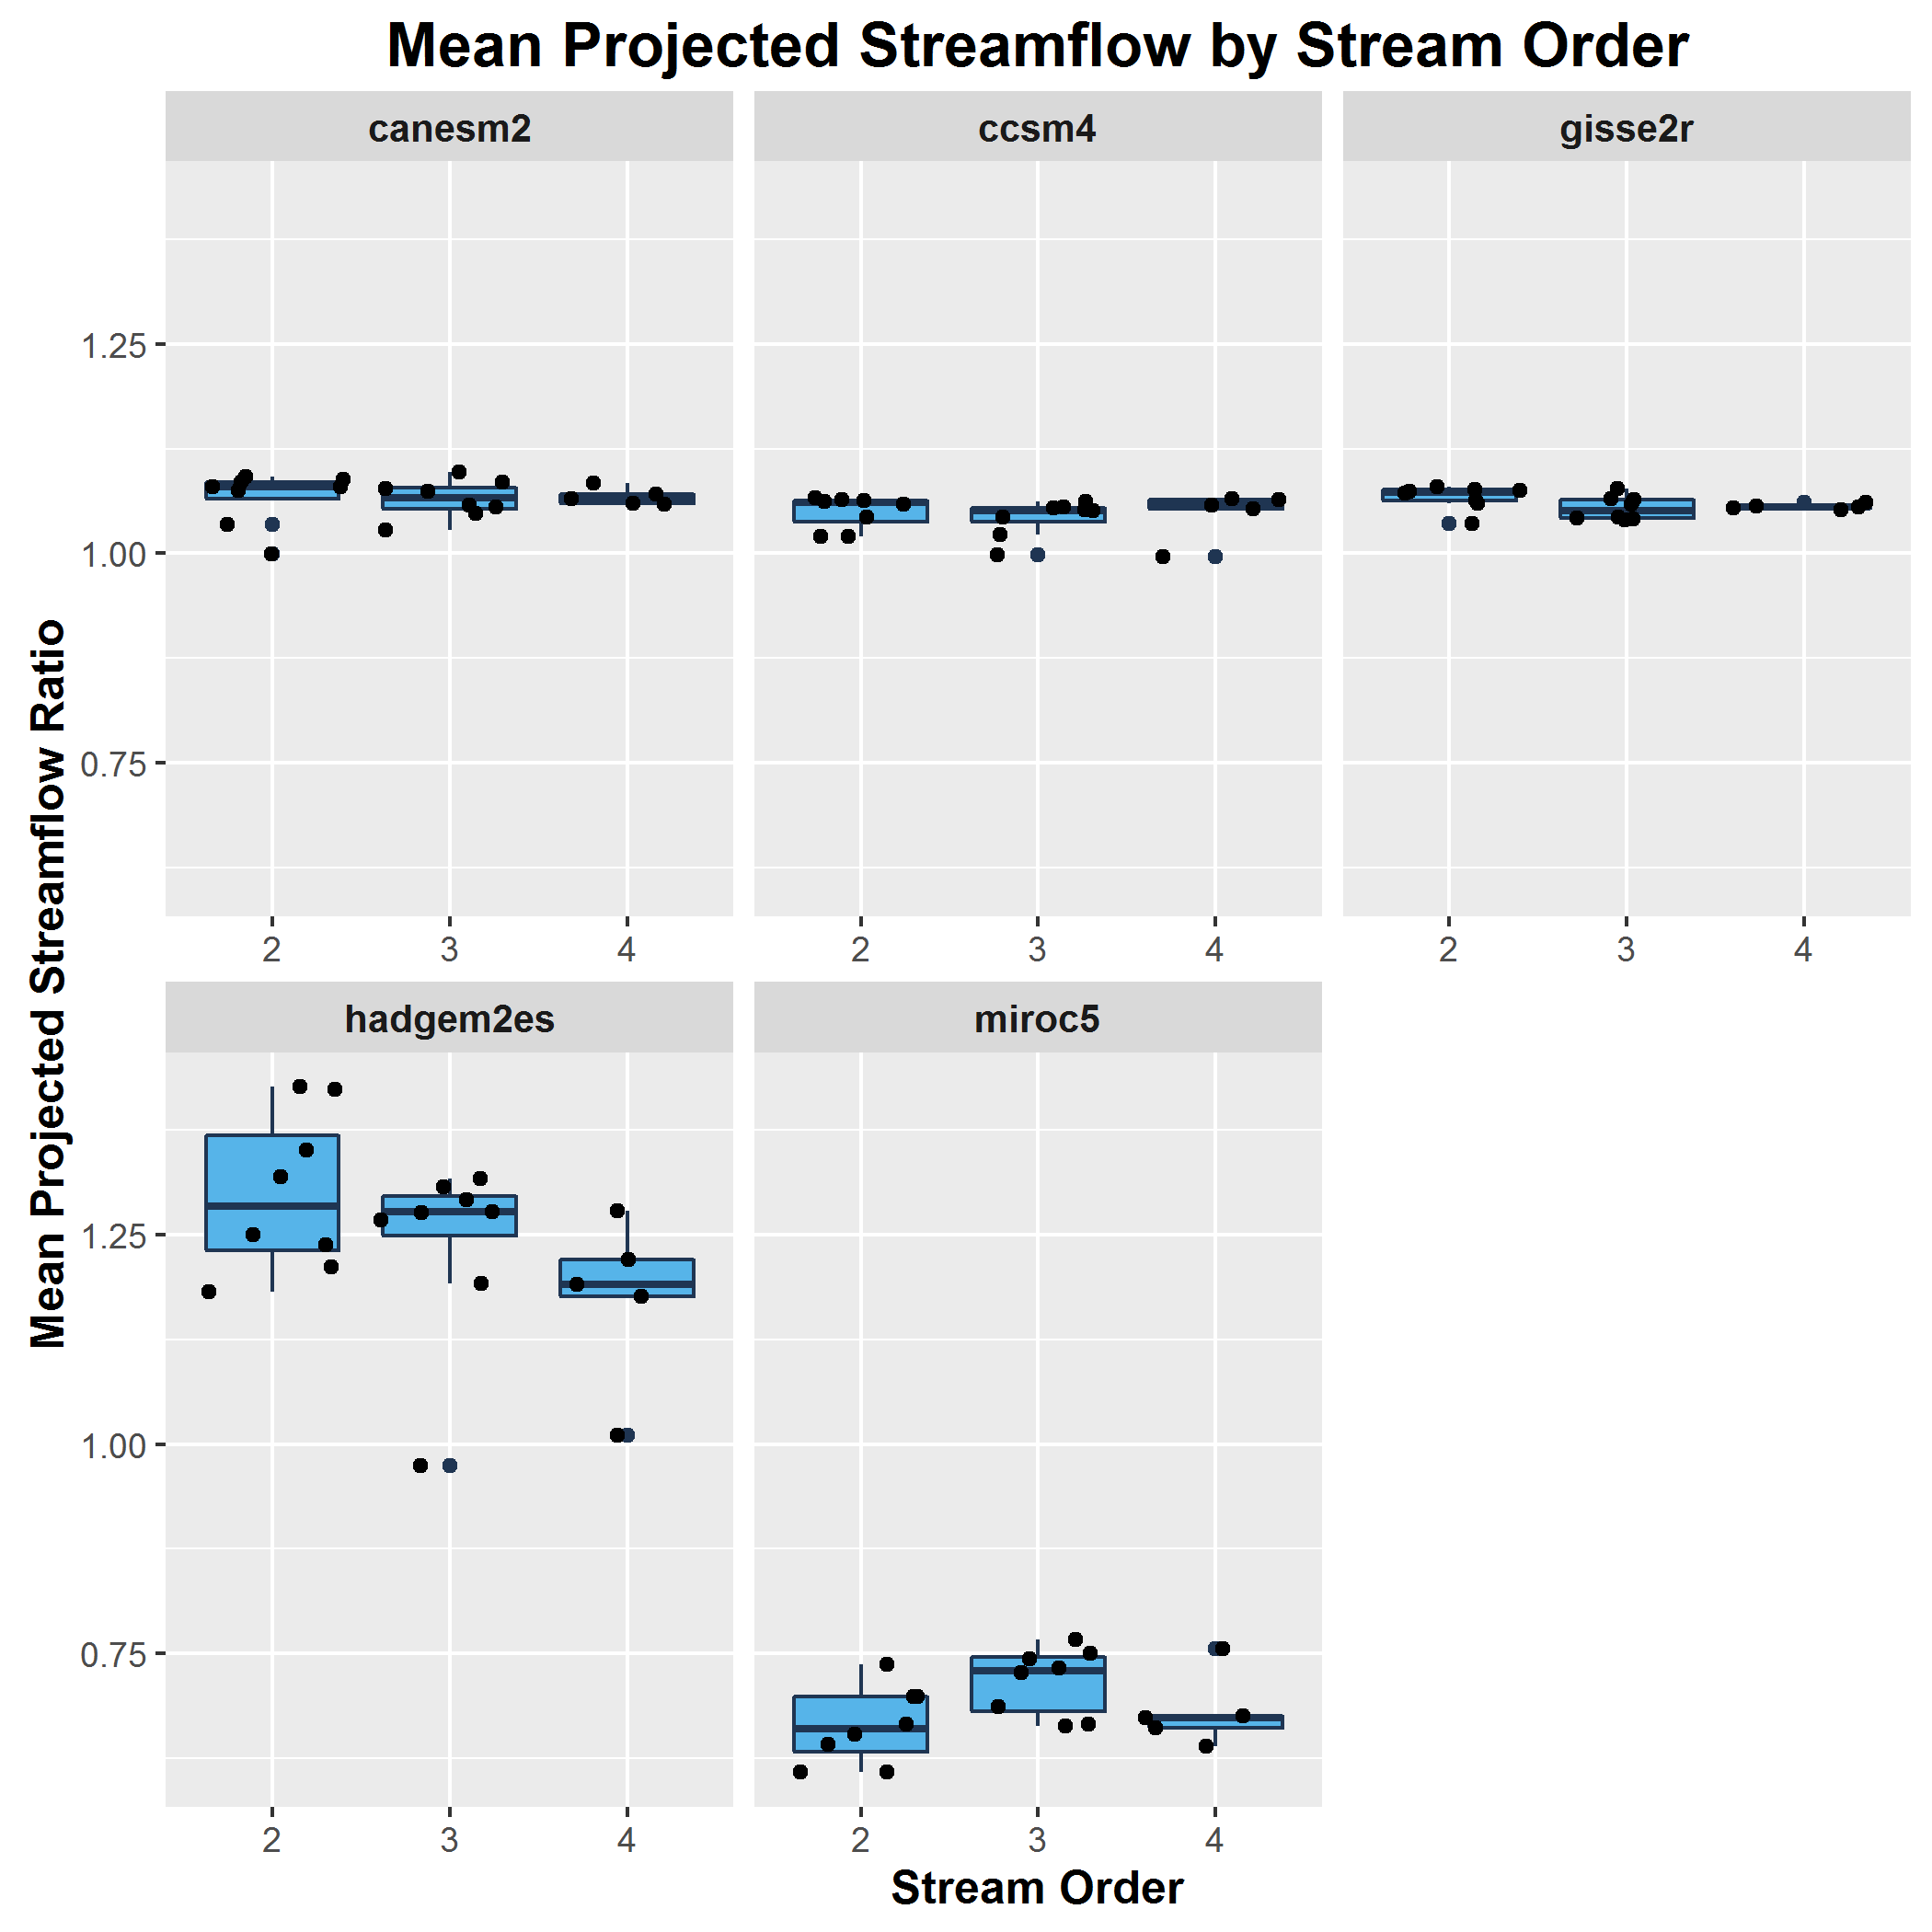 Mean Projected Streamflow by Stream Order
canesm2
ccsm4
gisse2r
1.25
1.00
0.75
2 3 4
2 3 4
2 3 4
Mean Projected Streamflow Ratio
hadgem2es
miroc5
1.25
1.00
0.75
2 3 4
2 3 4
Stream Order